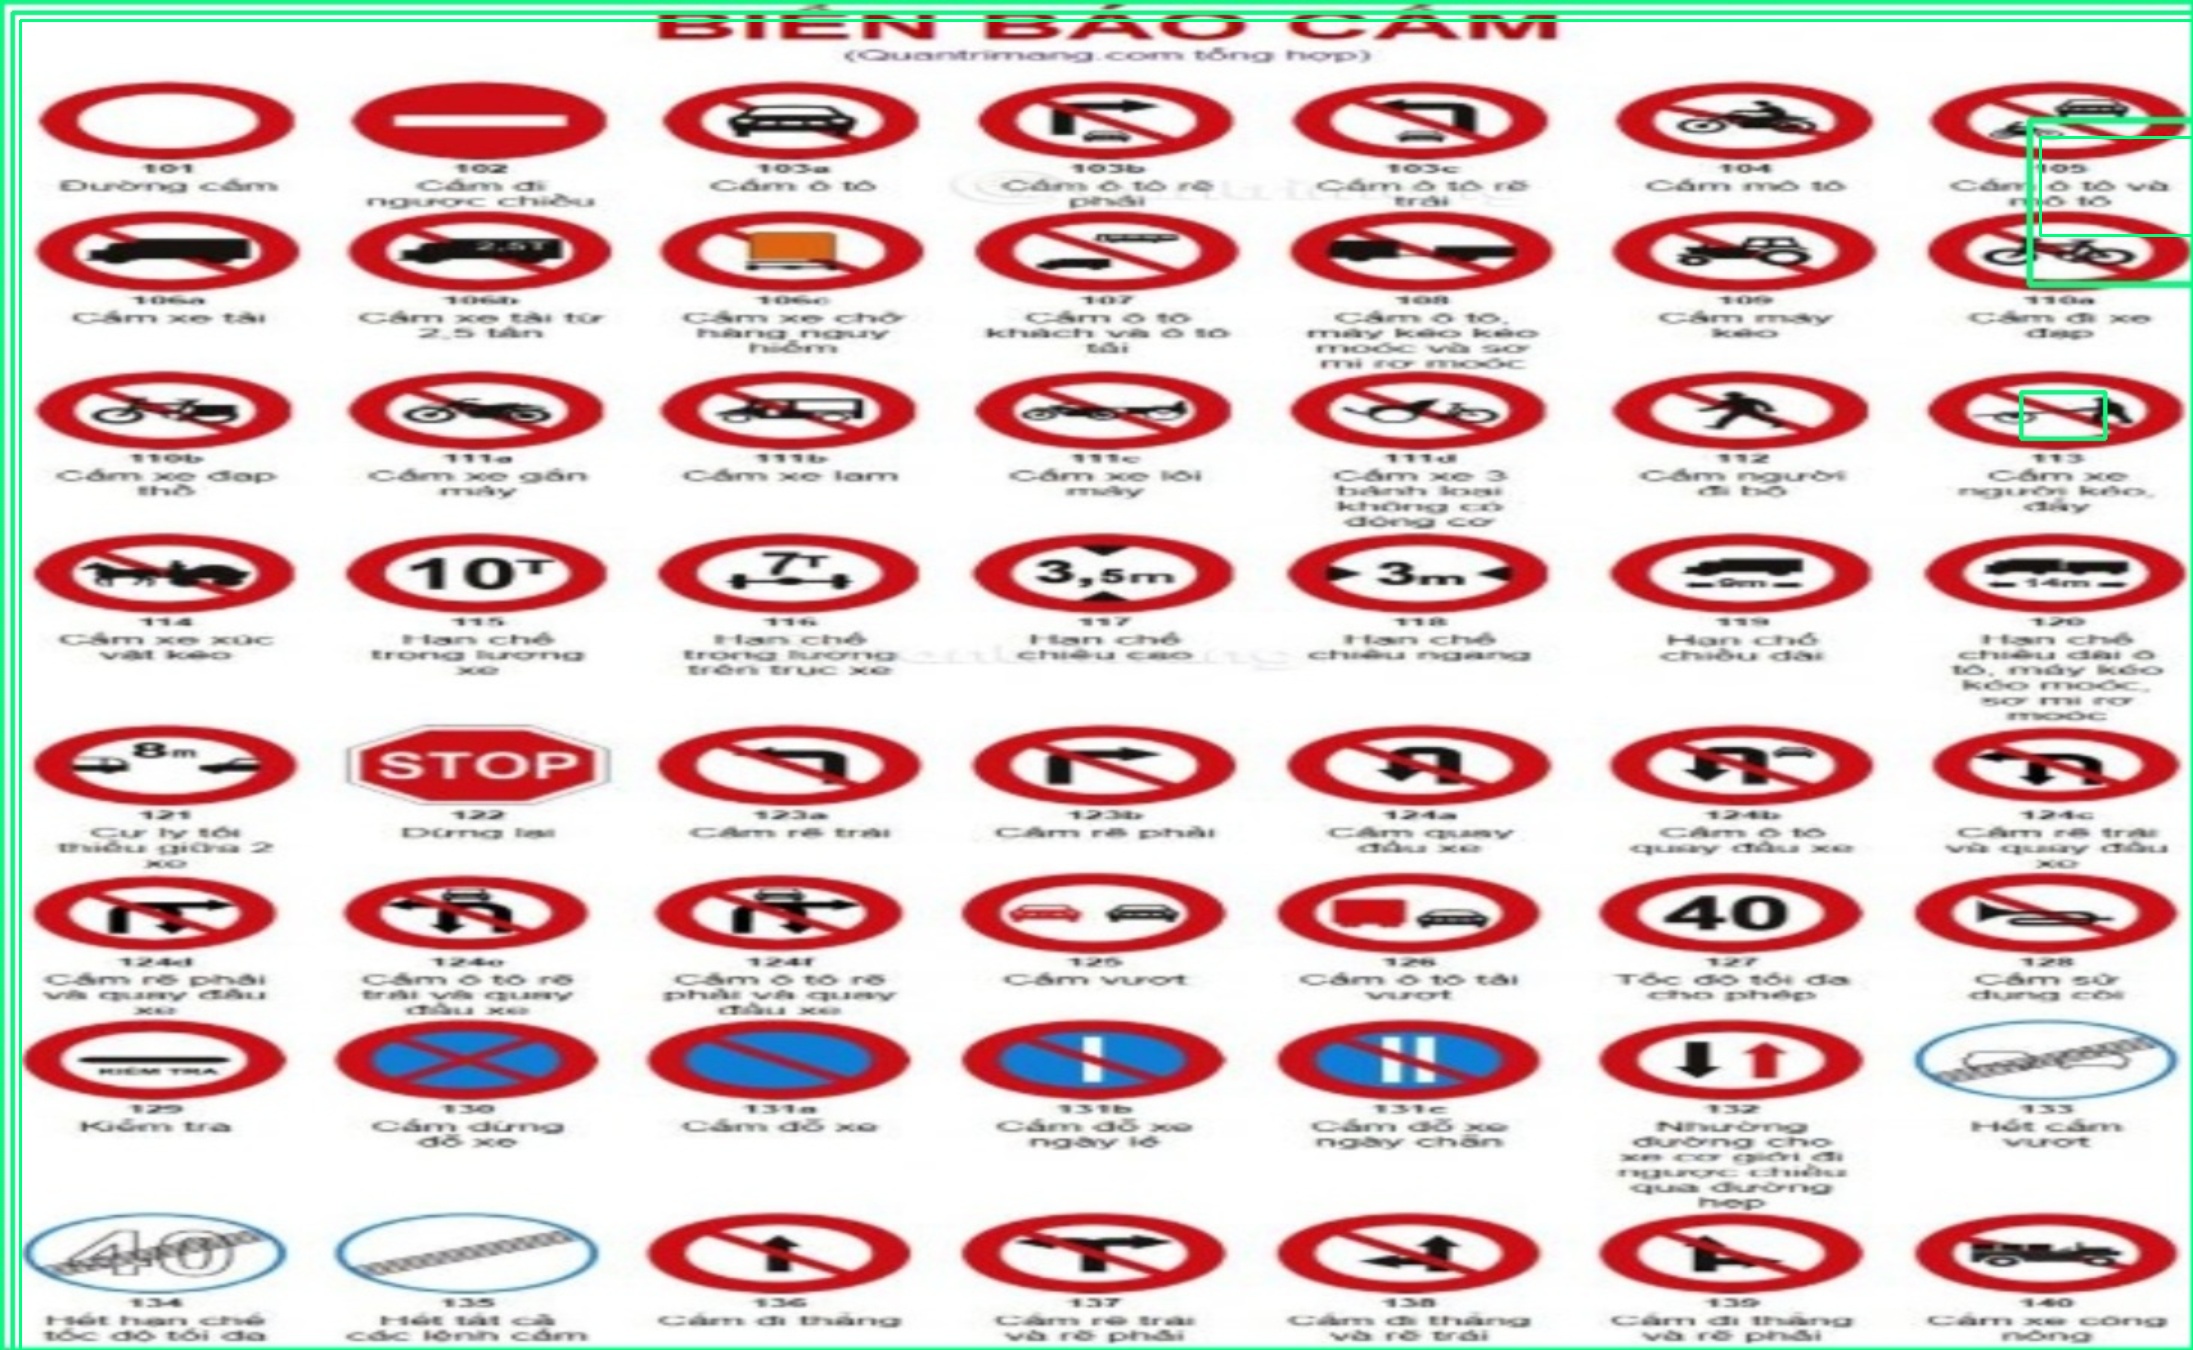 BIỂN BÁO CẤM
(Quantrimang.com tổng hợp)
101 102 103a 103b 103c 104 105
Đường cấm Cấm đi Cấm ô tô Cấm ô tô rẽ Cấm ô tô rẽ Cấm mô tô Cấm ô tô và
ngược chiều phải trái mô tô
2,5T
106a 106b 106c 107 108 109 110a
Cấm xe tải Cấm xe tải từ Cấm xe chở Cấm ô tô Cấm ô tô, Cấm máy Cấm đi xe
2,5 tấn hàng nguy khách và ô tô máy kéo kéo kéo đạp
hiểm tải moóc và sơ
mi rơ moóc
110b 111a 111b 111c 111d 112 113
Cấm xe đạp Cấm xe gắn Cấm xe lam Cấm xe lôi Cấm xe 3 Cấm người Cấm xe
thồ máy máy bánh loại đi bộ người kéo,
không có đẩy
động cơ
10T 7T 3,5m 3m 9m 14m
114 115 116 117 118 119 120
Cấm xe xúc Hạn chế Hạn chế Hạn chế Hạn chế Hạn chế Hạn chế
vật kéo trọng lượng trọng lượng chiều cao chiều ngang chiều dài chiều dài ô
xe trên trục xe tô, máy kéo
kéo moóc,
sơ mi rơ
moóc
8m STOP
121 122 123a 123b 124a 124b 124c
Cự ly tối Dừng lại Cấm rẽ trái Cấm rẽ phải Cấm quay Cấm ô tô Cấm rẽ trái
thiểu giữa 2 đầu xe quay đầu xe và quay đầu
xe xe
40
124d 124e 124f 125 126 127 128
Cấm rẽ phải Cấm ô tô rẽ Cấm ô tô rẽ Cấm vượt Cấm ô tô tải Tốc độ tối đa Cấm sử
và quay đầu trái và quay phải và quay vượt cho phép dụng còi
xe đầu xe đầu xe
KIỂM TRA
129 130 131a 131b 131c 132 133
Kiểm tra Cấm dừng Cấm đỗ xe Cấm đỗ xe Cấm đỗ xe Nhường Hết cấm
đỗ xe ngày lẻ ngày chẵn đường cho vượt
xe cơ giới đi
ngược chiều
qua đường
hẹp
40
134 135 136 137 138 139 140
Hết hạn chế Hết tất cả Cấm đi thẳng Cấm rẽ trái Cấm đi thẳng Cấm đi thẳng Cấm xe công
tốc độ tối đa các lệnh cấm và rẽ phải và rẽ trái và rẽ phải nông